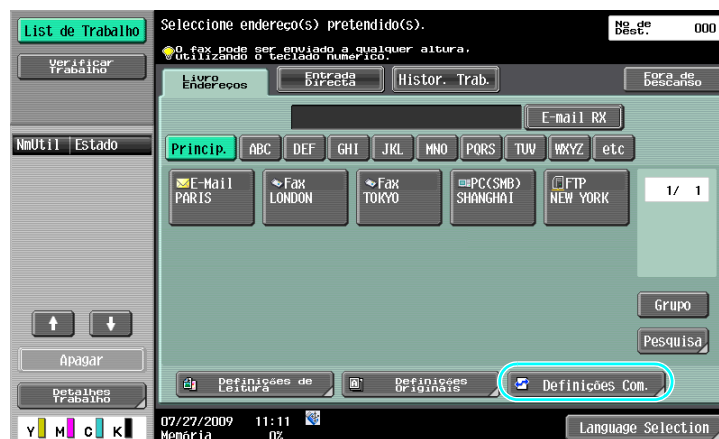 List de Trabalho
Verificar
Trabalho
NmUtil Estado
Apagar
Detalhes
Trabalho
Y M C K
Seleccione endereço(s) pretendido(s).
O fax pode ser enviado a qualquer altura,
utilizando o teclado numérico.
Nº de
Dest. 000
Livro
Endereços
Entrada
Directa
Histor. Trab.
Fora de
Descanso
E-mail RX
Princip. ABC DEF GHI JKL MNO PQRS TUV WXYZ etc
E-Mail
PARIS
Fax
LONDON
Fax
TOKYO
PC(SMB)
SHANGHAI
FTP
NEW YORK
1/ 1
Grupo
Pesquisa
Definições de
Leitura
Definições
Originais
Definições Com.
07/27/2009 11:11
Memória 0%
Language Selection